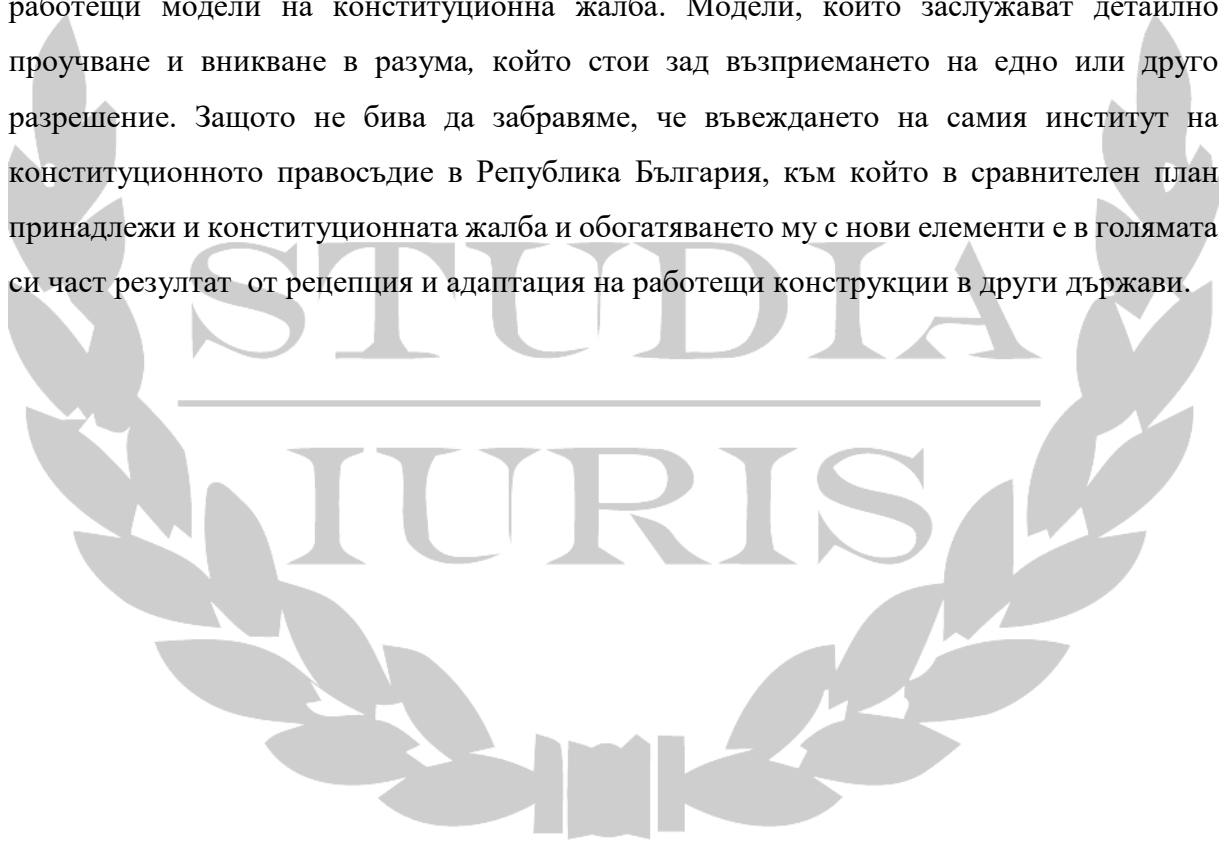 работещи модели на конституционна жалба. Модели, които заслужават детайлно
проучване и вникване в разума, който стои зад възприемането на едно или друго
разрешение. Защото не бива да забравяме, че въвеждането на самия институт на
конституционното правосъдие в Република България, към който в сравнителен план
принадлежи и конституционната жалба и обогатяването му с нови елементи е в голямата
си част резултат от рецепция и адаптация на работещи конструкции в други държави.
STUDIA
IURIS